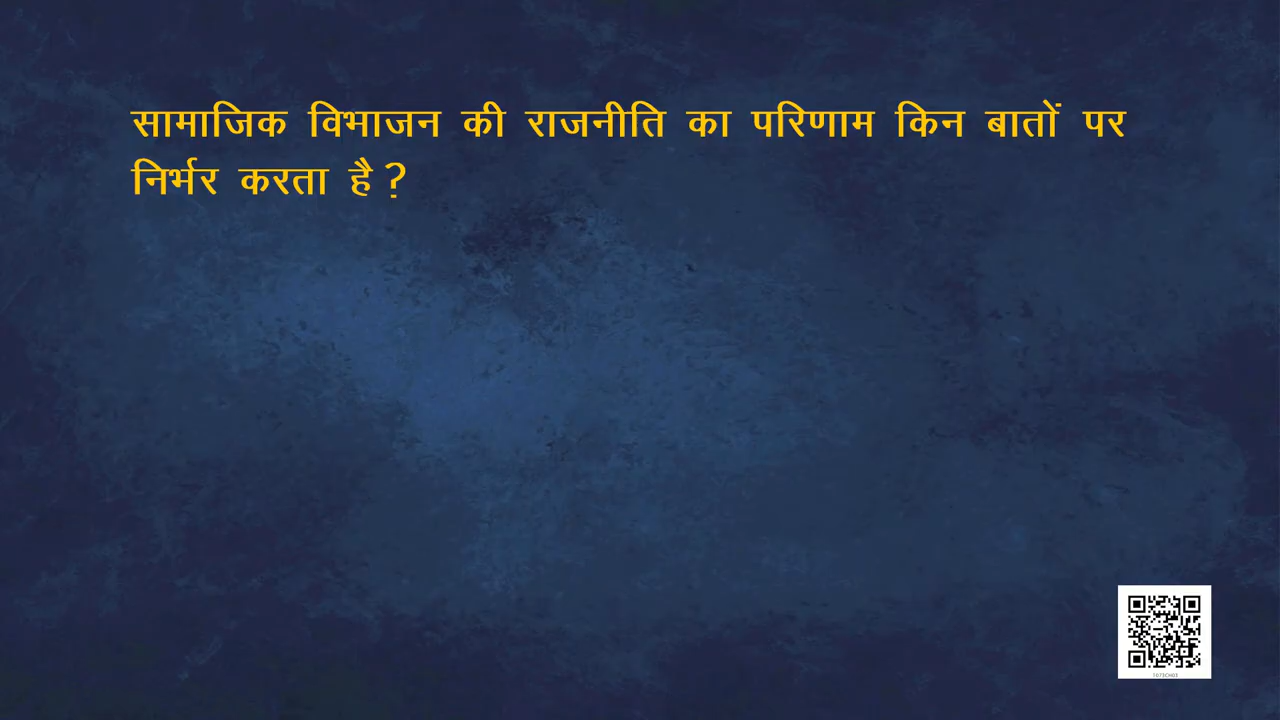 सामाजिक विभाजन की राजनीति का परिणाम किन बातों पर
निर्भर करता है ?